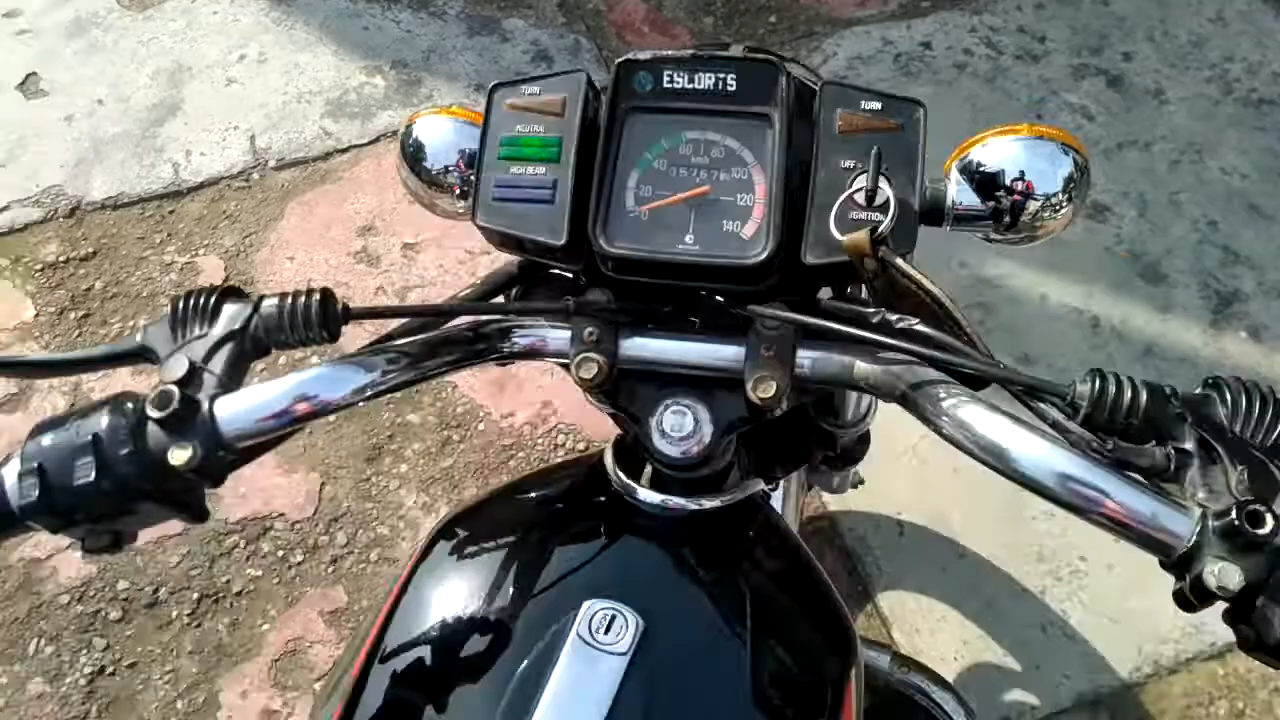 ESCORTS
TURN
NEUTRAL
HIGH BEAM
60 80
km/h
40
100
20
120
0
140
TURN
OFF
IGNITION